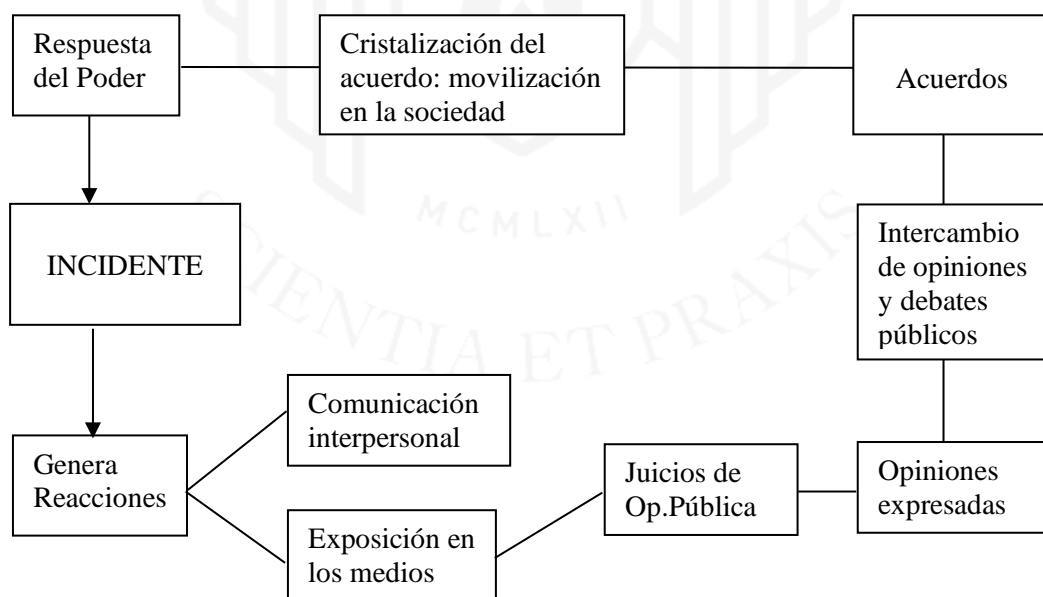 Respuesta
del Poder
Cristalización del
acuerdo: movilización
en la sociedad
Acuerdos
MCMLXII
SCIENTIA ET PRAXIS
INCIDENTE
Intercambio
de opiniones
y debates
públicos
Comunicación
interpersonal
Genera
Reacciones
Juicios de
Op.Pública
Opiniones
expresadas
Exposición en
los medios